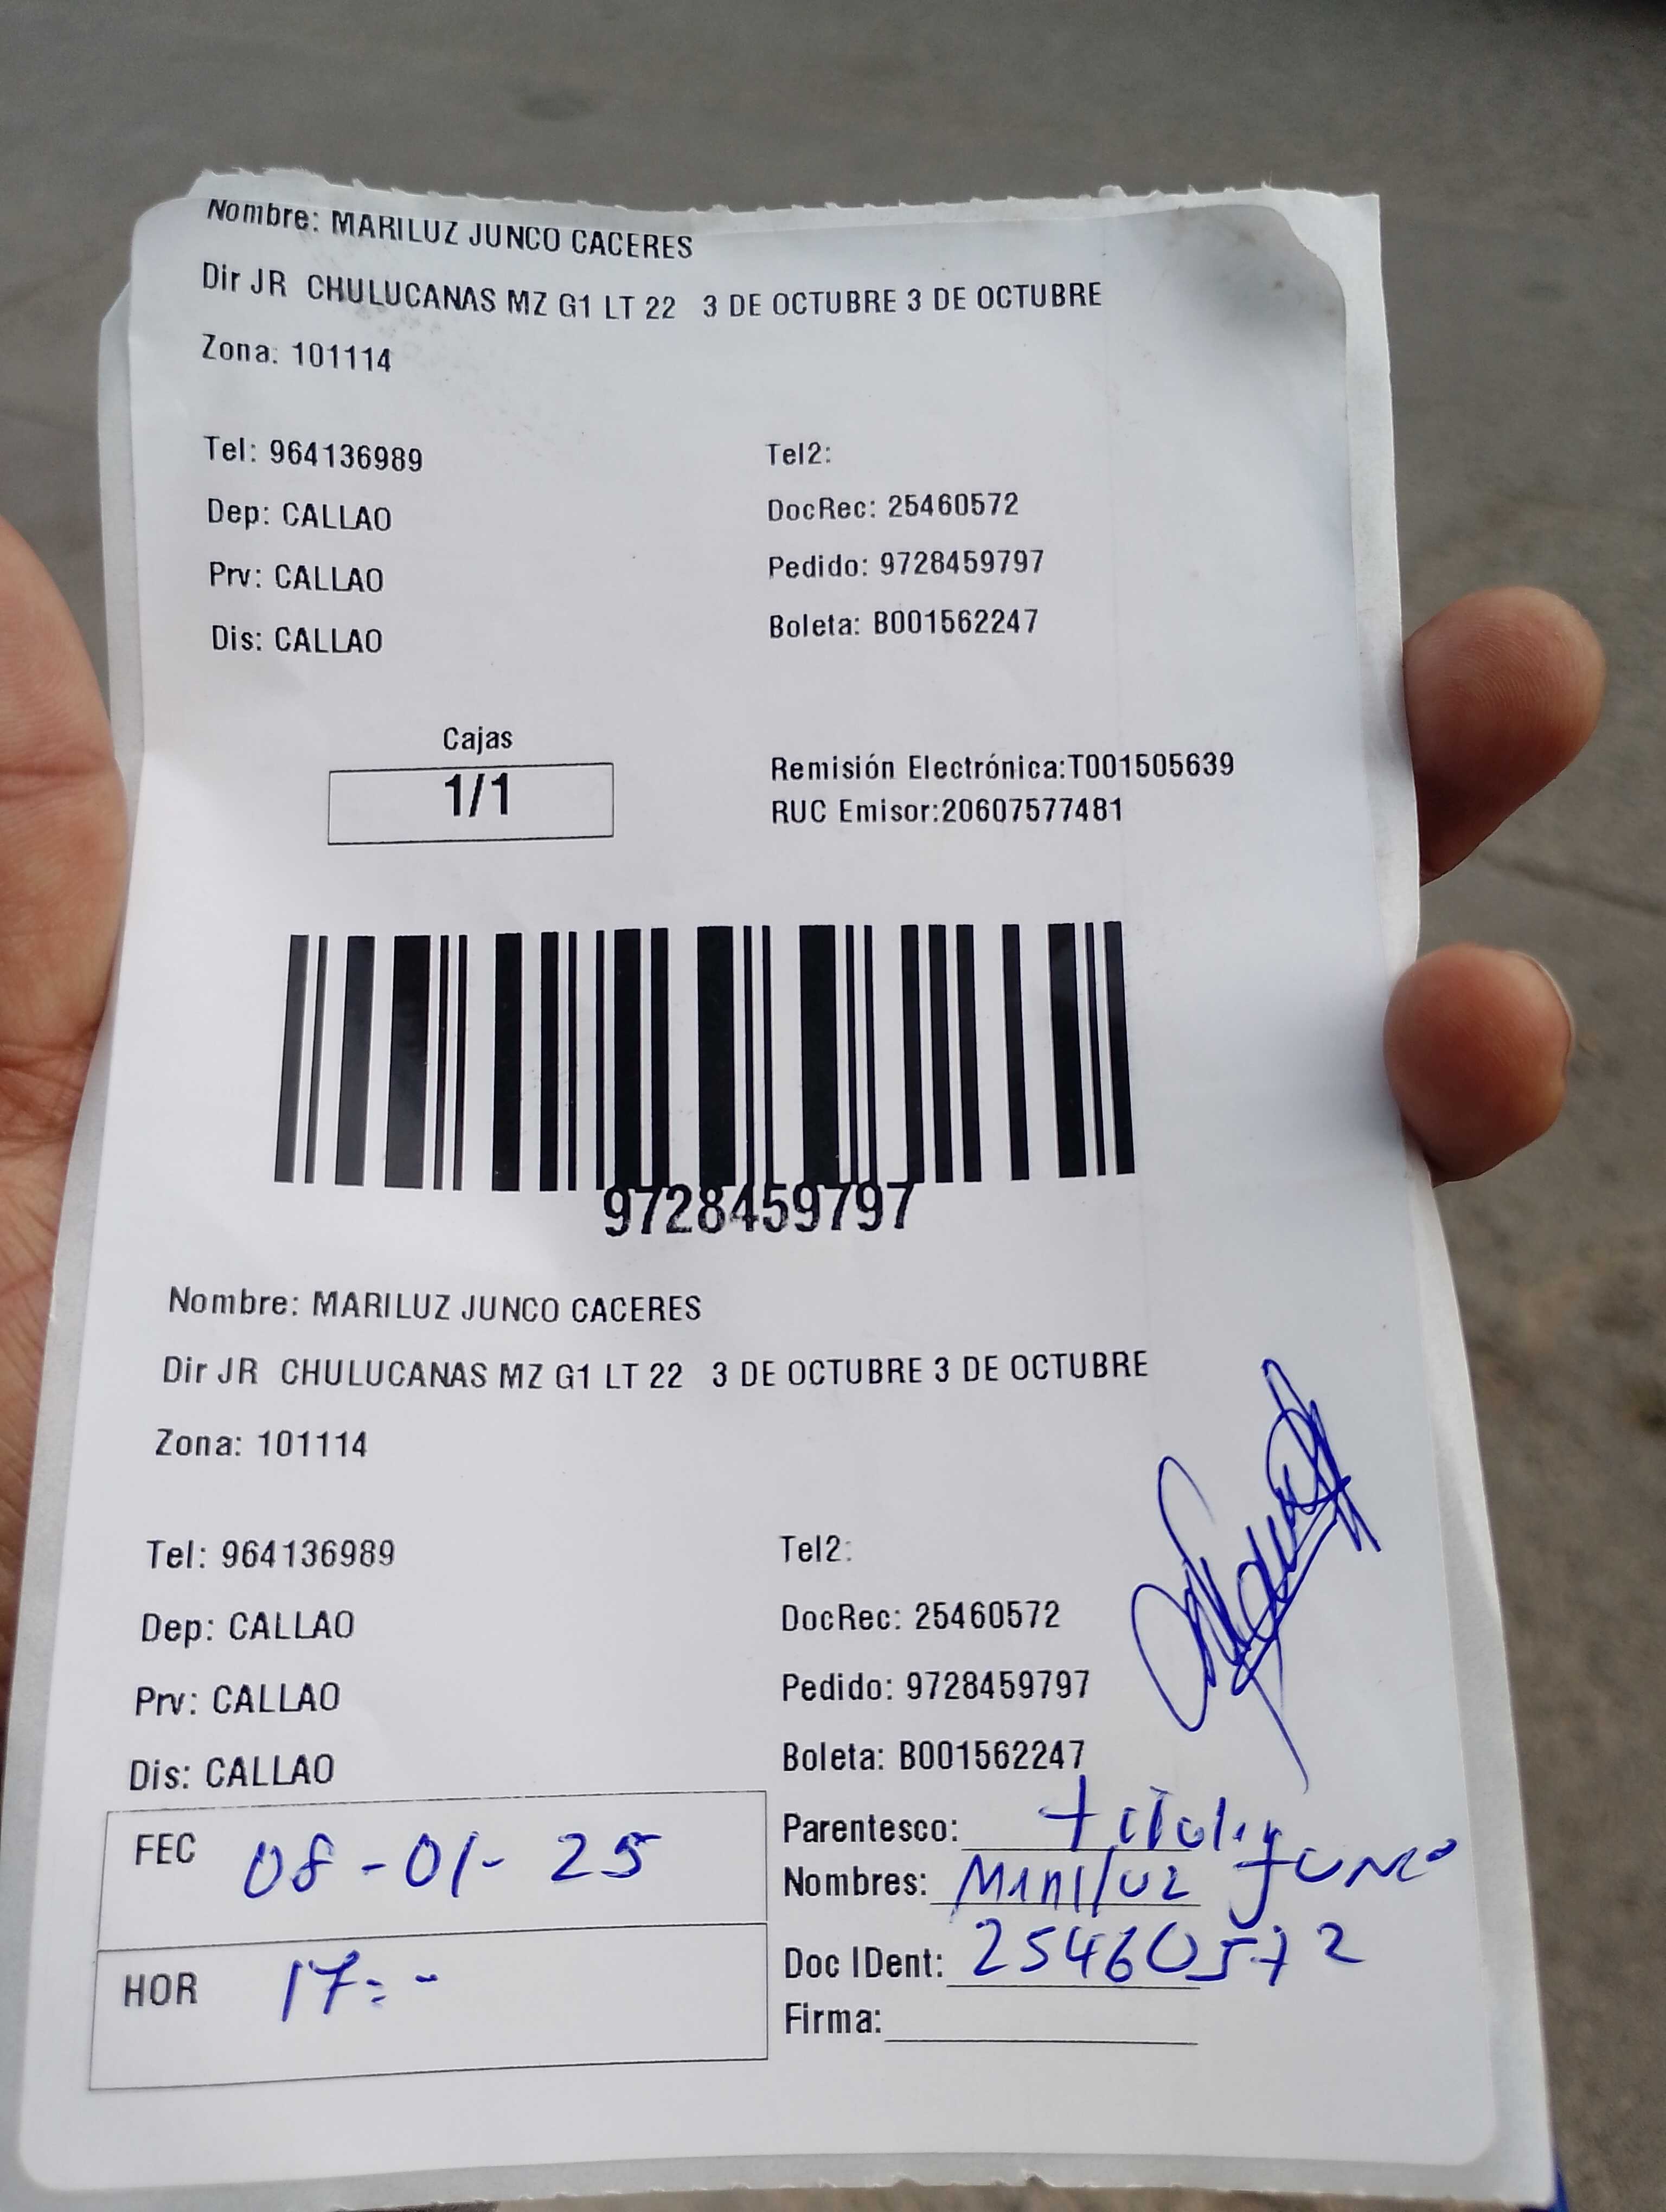 Nombre: MARILUZ JUNCO CACERES
Dir JR CHULUCANAS MZ G1 LT 22 3 DE OCTUBRE 3 DE OCTUBRE
Zona: 101114
Tel: 964136989 Tel2:
Dep: CALLAO DocRec: 25460572
Prv: CALLAO Pedido: 9728459797
Dis: CALLAO Boleta: B001562247
Cajas
1/1
Remisión Electrónica:T001505639
RUC Emisor:20607577481
9728459797
Nombre: MARILUZ JUNCO CACERES
Dir JR CHULUCANAS MZ G1 LT 22 3 DE OCTUBRE 3 DE OCTUBRE
Zona: 101114
Tel: 964136989 Tel2:
Dep: CALLAO DocRec: 25460572
Prv: CALLAO Pedido: 9728459797
Dis: CALLAO Boleta: B001562247
FEC 08-01-25
HOR 17:-
Parentesco: titular
Nombres: Mariluz Junco
Doc IDent: 25460572
Firma: